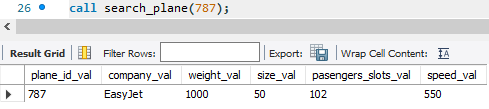 26 call search_plane(787);
Result Grid Filter Rows: Export: Wrap Cell Content:
plane_id_val company_val weight_val size_val pasengers_slots_val speed_val
787 EasyJet 1000 50 102 550